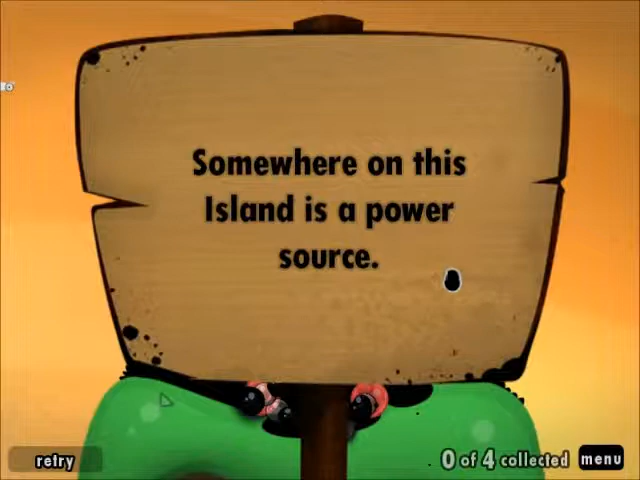 Somewhere on this
Island is a power
source.
retry
0 of 4 collected
menu